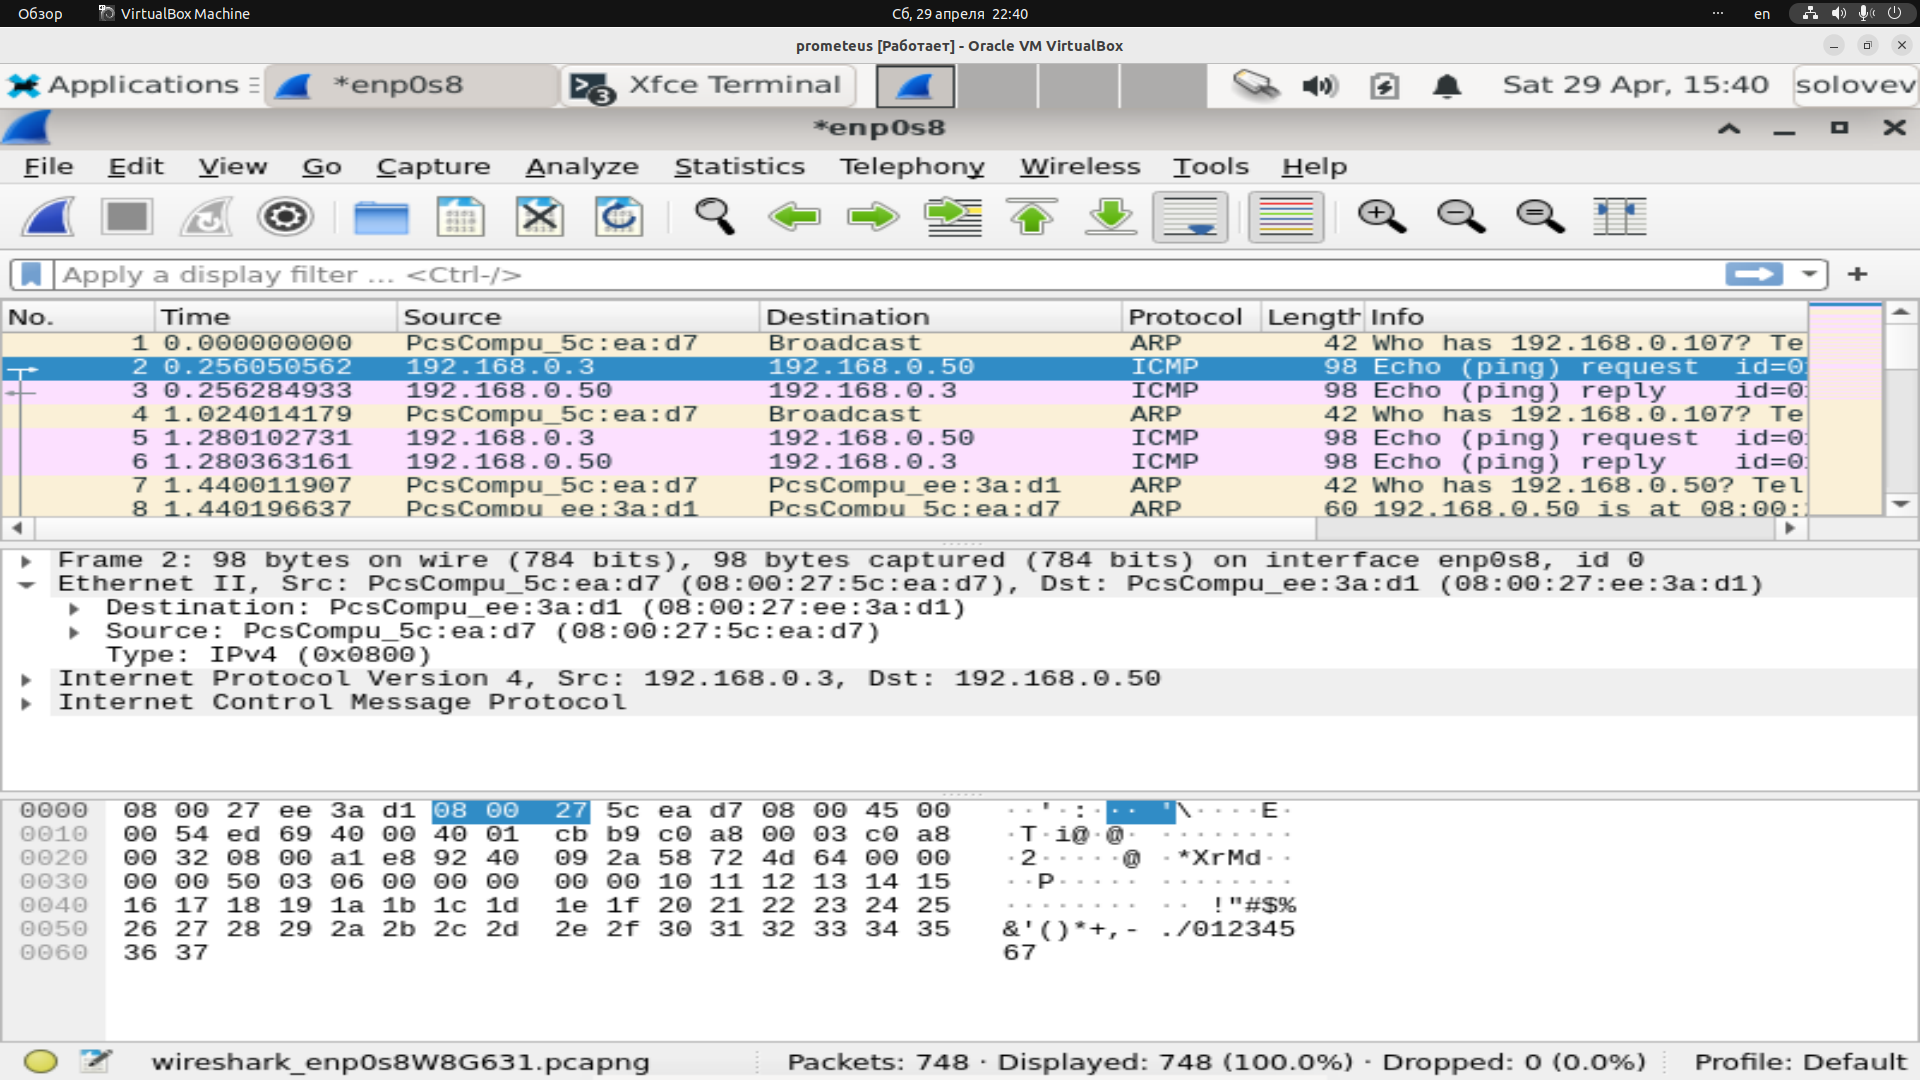 Обзор VirtualBox Machine Сб, 29 апреля 22:40 en
prometeus [Работает] - Oracle VM VirtualBox
Applications *enp0s8 3 Xfce Terminal Sat 29 Apr, 15:40 solovev
*enp0s8
File Edit View Go Capture Analyze Statistics Telephony Wireless Tools Help
Apply a display filter ... <Ctrl-/>
No. Time Source Destination Protocol Length Info
1 0.000000000 PcsCompu_5c:ea:d7 Broadcast ARP 42 Who has 192.168.0.107? Te
2 0.256050562 192.168.0.3 192.168.0.50 ICMP 98 Echo (ping) request id=0
3 0.256284933 192.168.0.50 192.168.0.3 ICMP 98 Echo (ping) reply id=0
4 1.024014179 PcsCompu_5c:ea:d7 Broadcast ARP 42 Who has 192.168.0.107? Te
5 1.280102731 192.168.0.3 192.168.0.50 ICMP 98 Echo (ping) request id=0
6 1.280363161 192.168.0.50 192.168.0.3 ICMP 98 Echo (ping) reply id=0
7 1.440011907 PcsCompu_5c:ea:d7 PcsCompu_ee:3a:d1 ARP 42 Who has 192.168.0.50? Tel
8 1.440196637 PcsCompu_ee:3a:d1 PcsCompu_5c:ea:d7 ARP 60 192.168.0.50 is at 08:00:
Frame 2: 98 bytes on wire (784 bits), 98 bytes captured (784 bits) on interface enp0s8, id 0
Ethernet II, Src: PcsCompu_5c:ea:d7 (08:00:27:5c:ea:d7), Dst: PcsCompu_ee:3a:d1 (08:00:27:ee:3a:d1)
Destination: PcsCompu_ee:3a:d1 (08:00:27:ee:3a:d1)
Source: PcsCompu_5c:ea:d7 (08:00:27:5c:ea:d7)
Type: IPv4 (0x0800)
Internet Protocol Version 4, Src: 192.168.0.3, Dst: 192.168.0.50
Internet Control Message Protocol
0000 08 00 27 ee 3a d1 08 00 27 5c ea d7 08 00 45 00 ··'·:···'\····E·
0010 00 54 ed 69 40 00 40 01 cb b9 c0 a8 00 03 c0 a8 ·T·i@·@·········
0020 00 32 08 00 a1 e8 92 40 09 2a 58 72 4d 64 00 00 ·2·····@·*XrMd··
0030 00 00 50 03 06 00 00 00 00 00 10 11 12 13 14 15 ··P·············
0040 16 17 18 19 1a 1b 1c 1d 1e 1f 20 21 22 23 24 25 ·········· !"#$%
0050 26 27 28 29 2a 2b 2c 2d 2e 2f 30 31 32 33 34 35 &'()*+,-./012345
0060 36 37 67
wireshark_enp0s8W8G631.pcapng Packets: 748 · Displayed: 748 (100.0%) · Dropped: 0 (0.0%) Profile: Default